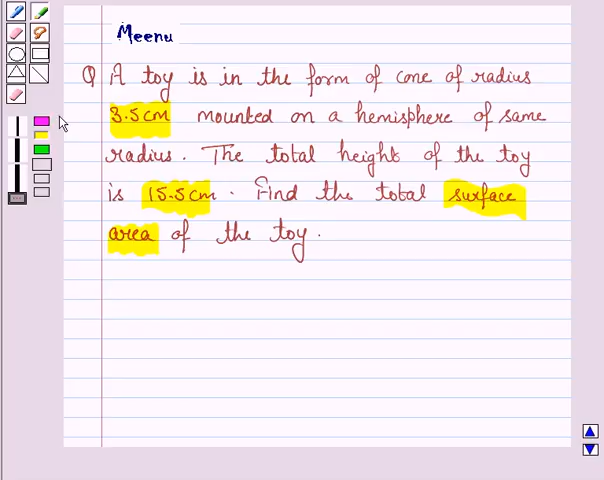 Meenu
Q A toy is in the form of cone of radius
3.5cm mounted on a hemisphere of same
radius. The total height of the toy
is 15.5cm. Find the total surface
area of the toy.